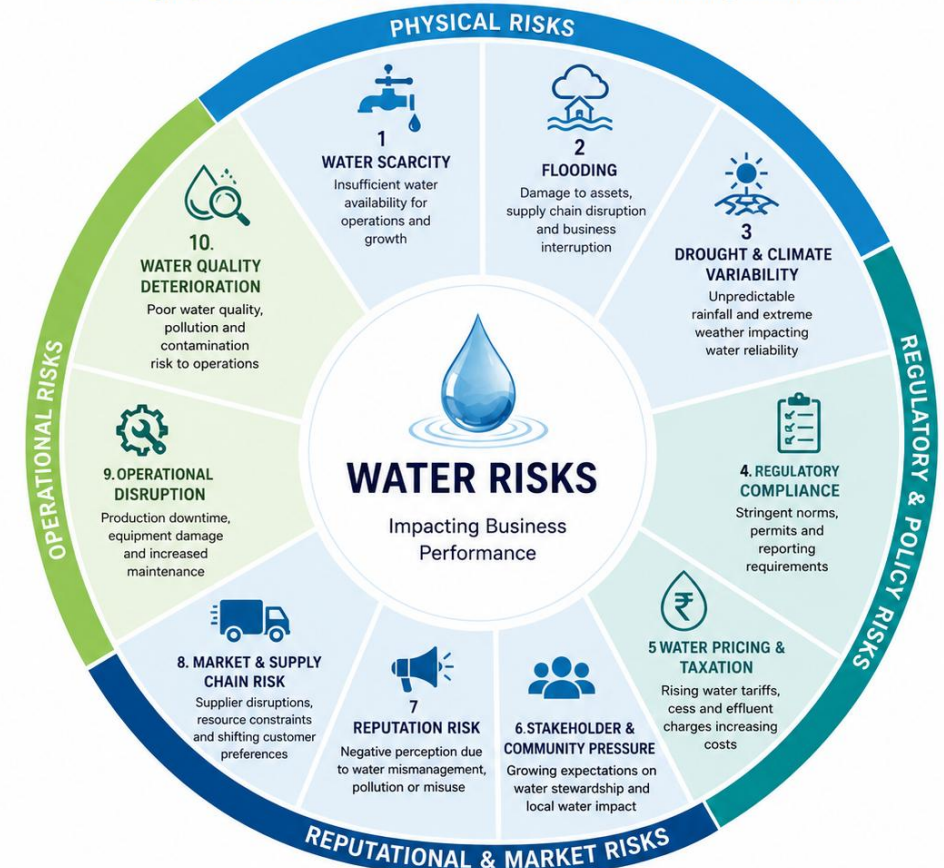 PHYSICAL RISKS
1
WATER SCARCITY
Insufficient water
availability for
operations and
growth
2
FLOODING
Damage to assets,
supply chain disruption
and business
interruption
3
DROUGHT & CLIMATE
VARIABILITY
Unpredictable
rainfall and extreme
weather impacting
water reliability
REGULATORY & POLICY RISKS
4. REGULATORY
COMPLIANCE
Stringent norms,
permits and
reporting
requirements
₹
5 WATER PRICING &
TAXATION
Rising water tariffs,
cess and effluent
charges increasing
costs
REPUTATIONAL & MARKET RISKS
6.STAKEHOLDER &
COMMUNITY PRESSURE
Growing expectations on
water stewardship and
local water impact
7
REPUTATION RISK
Negative perception due
to water mismanagement,
pollution or misuse
8. MARKET & SUPPLY
CHAIN RISK
Supplier disruptions,
resource constraints
and shifting customer
preferences
OPERATIONAL RISKS
9.OPERATIONAL
DISRUPTION
Production downtime,
equipment damage
and increased
maintenance
10.
WATER QUALITY
DETERIORATION
Poor water quality,
pollution and
contamination
risk to operations
WATER RISKS
Impacting Business
Performance